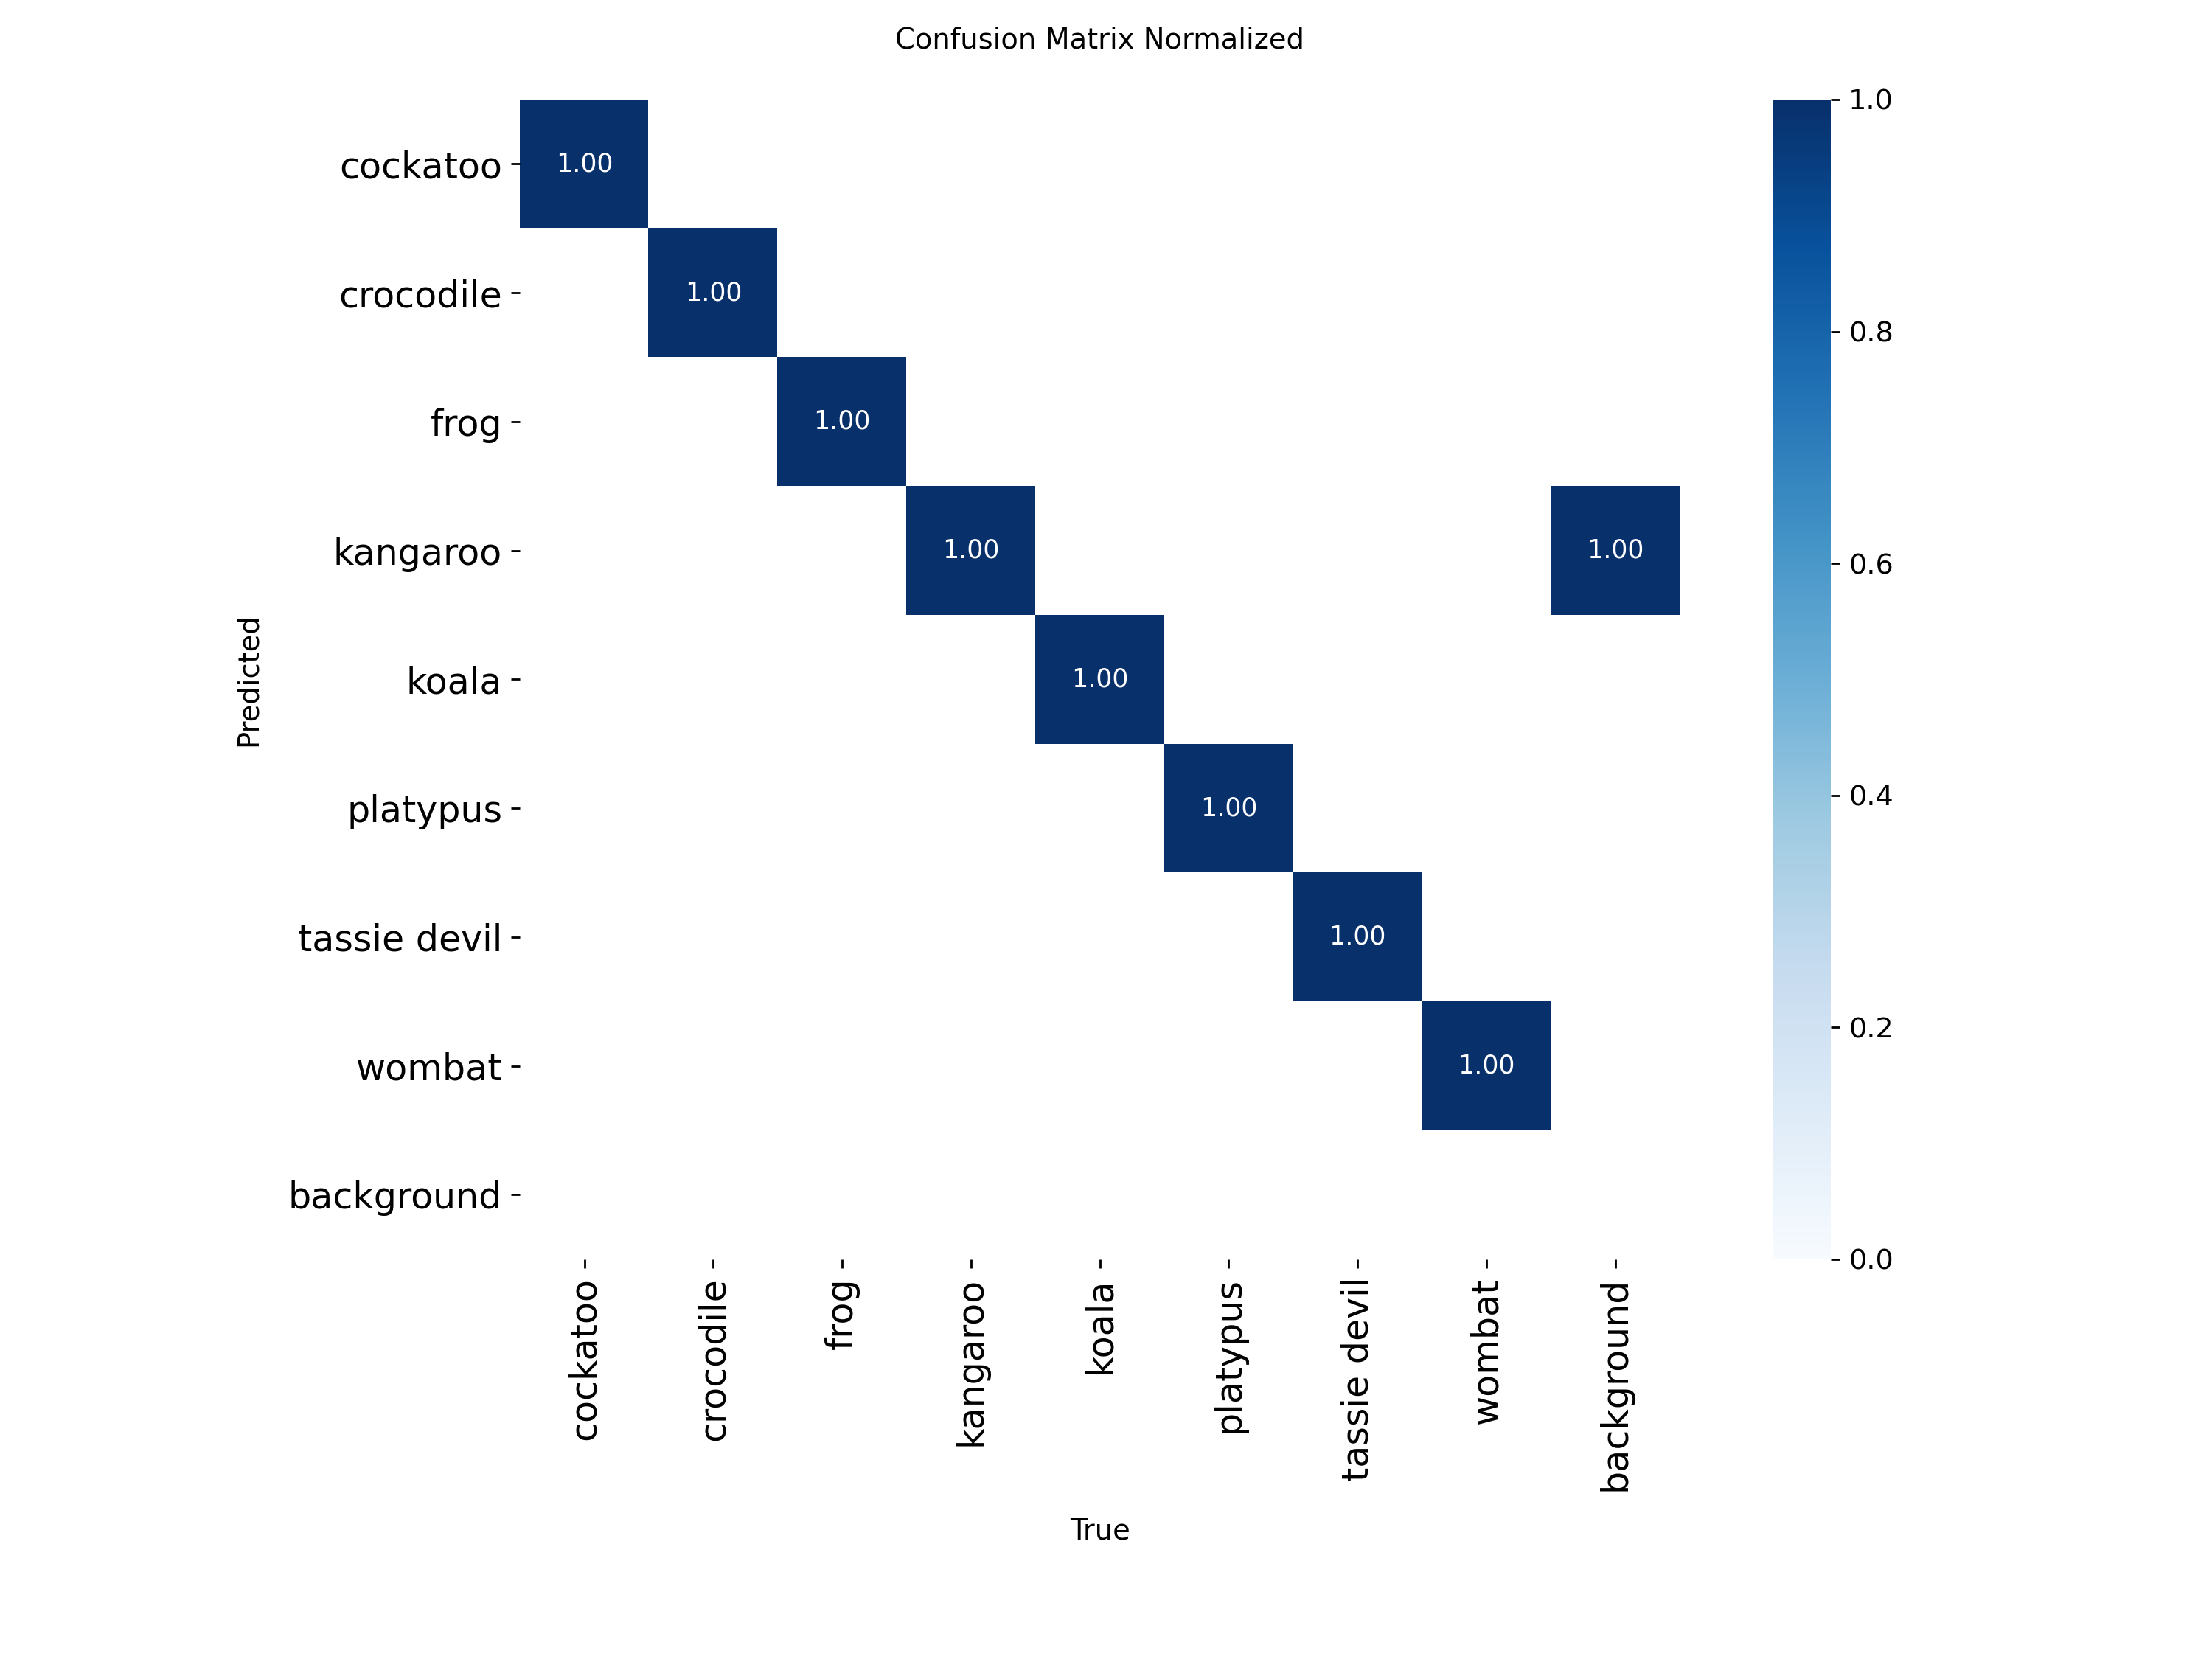 Confusion Matrix Normalized
cockatoo
1.00
1.0
crocodile
1.00
0.8
frog
1.00
kangaroo
1.00
1.00
0.6
Predicted
koala
1.00
platypus
1.00
0.4
tassie devil
1.00
wombat
1.00
0.2
background
0.0
cockatoo
crocodile
frog
kangaroo
koala
platypus
tassie devil
wombat
background
True